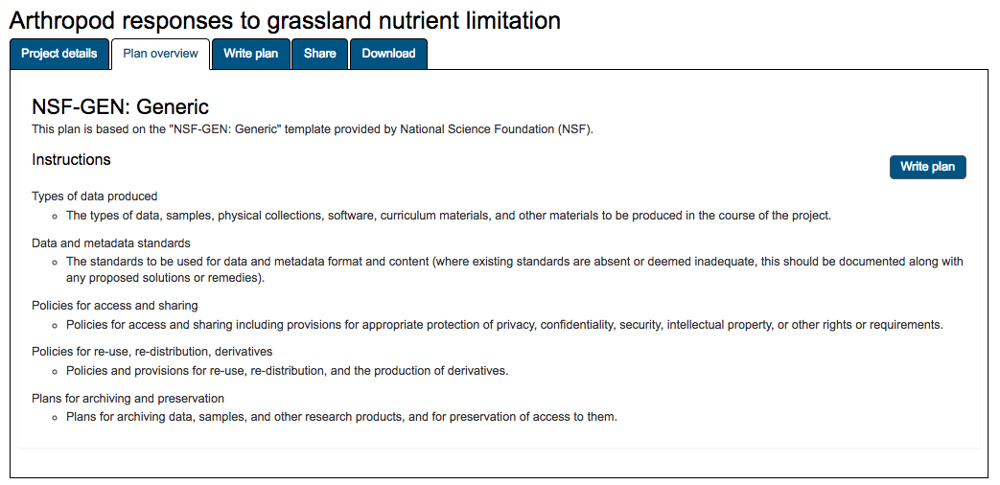 Arthropod responses to grassland nutrient limitation
Project details
Plan overview
Write plan
Share
Download
NSF-GEN: Generic
This plan is based on the "NSF-GEN: Generic" template provided by National Science Foundation (NSF).
Instructions
Write plan
Types of data produced
The types of data, samples, physical collections, software, curriculum materials, and other materials to be produced in the course of the project.
Data and metadata standards
The standards to be used for data and metadata format and content (where existing standards are absent or deemed inadequate, this should be documented along with
any proposed solutions or remedies).
Policies for access and sharing
Policies for access and sharing including provisions for appropriate protection of privacy, confidentiality, security, intellectual property, or other rights or requirements.
Policies for re-use, re-distribution, derivatives
Policies and provisions for re-use, re-distribution, and the production of derivatives.
Plans for archiving and preservation
Plans for archiving data, samples, and other research products, and for preservation of access to them.